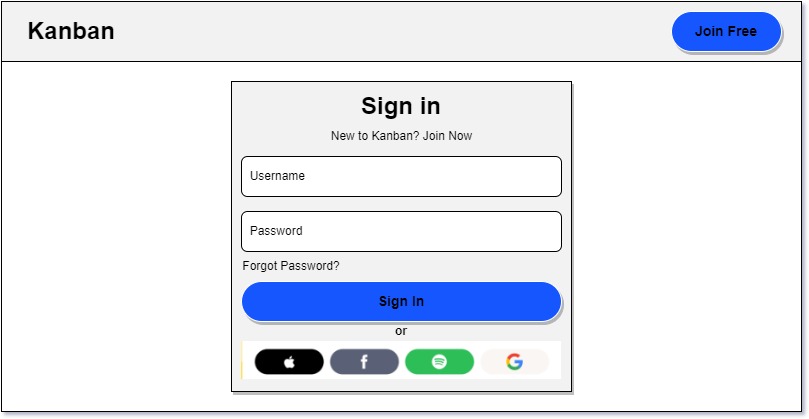 Kanban
Join Free
Sign in
New to Kanban? Join Now
Username
Password
Forgot Password?
Sign In
or